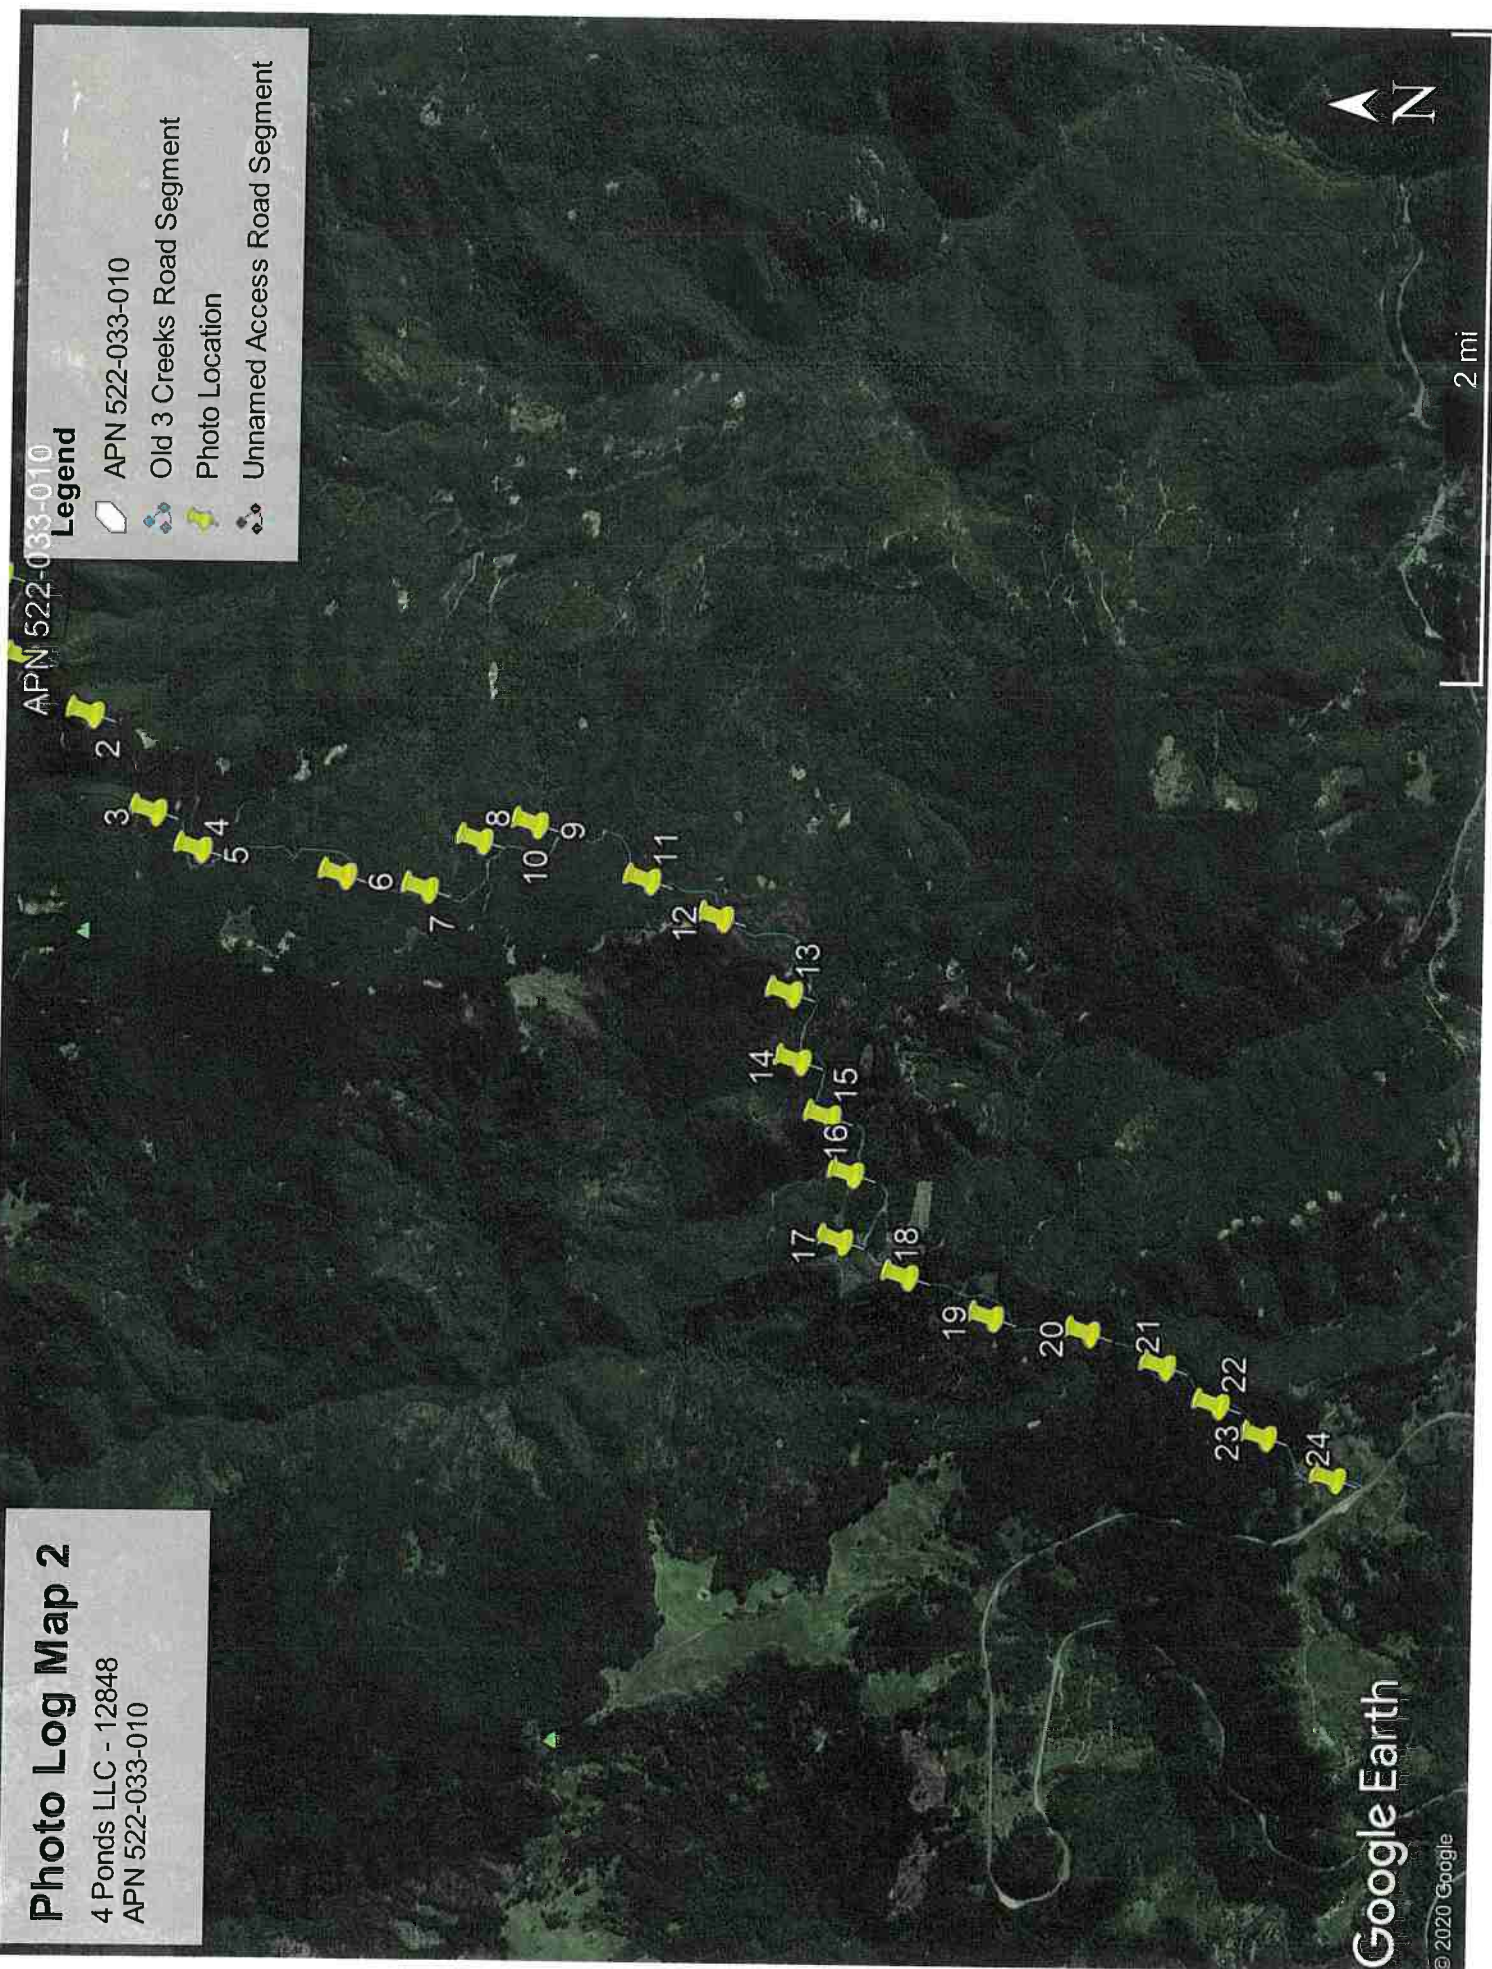 Photo Log Map 2
4 Ponds LLC - 12848
APN 522-033-010
APN 522-033-010
Legend
APN 522-033-010
Old 3 Creeks Road Segment
Photo Location
Unnamed Access Road Segment
2
3
4
5
6
7
8
9
10
11
12
13
14
15
16
17
18
19
20
21
22
23
24
Google Earth
© 2020 Google
2 mi
N